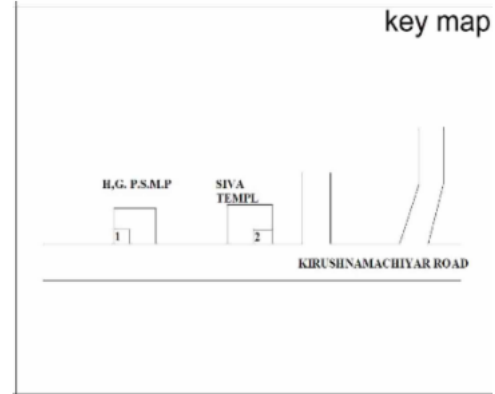 key map
H,G. P.S.M.P
SIVA
TEMPL
1
2
KIRUSHNAMACHIYAR ROAD